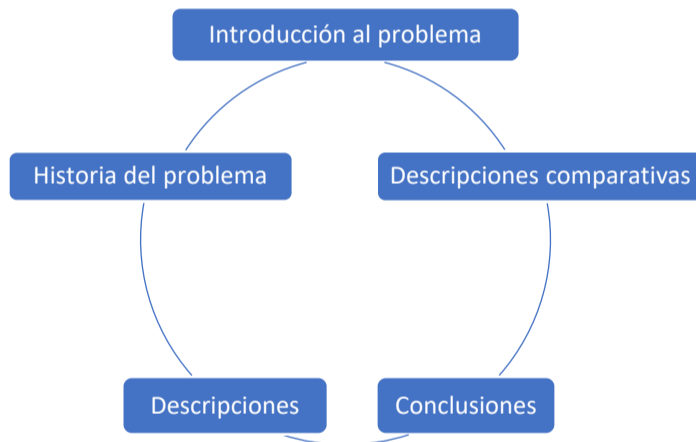 Introducción al problema
Historia del problema
Descripciones comparativas
Descripciones
Conclusiones